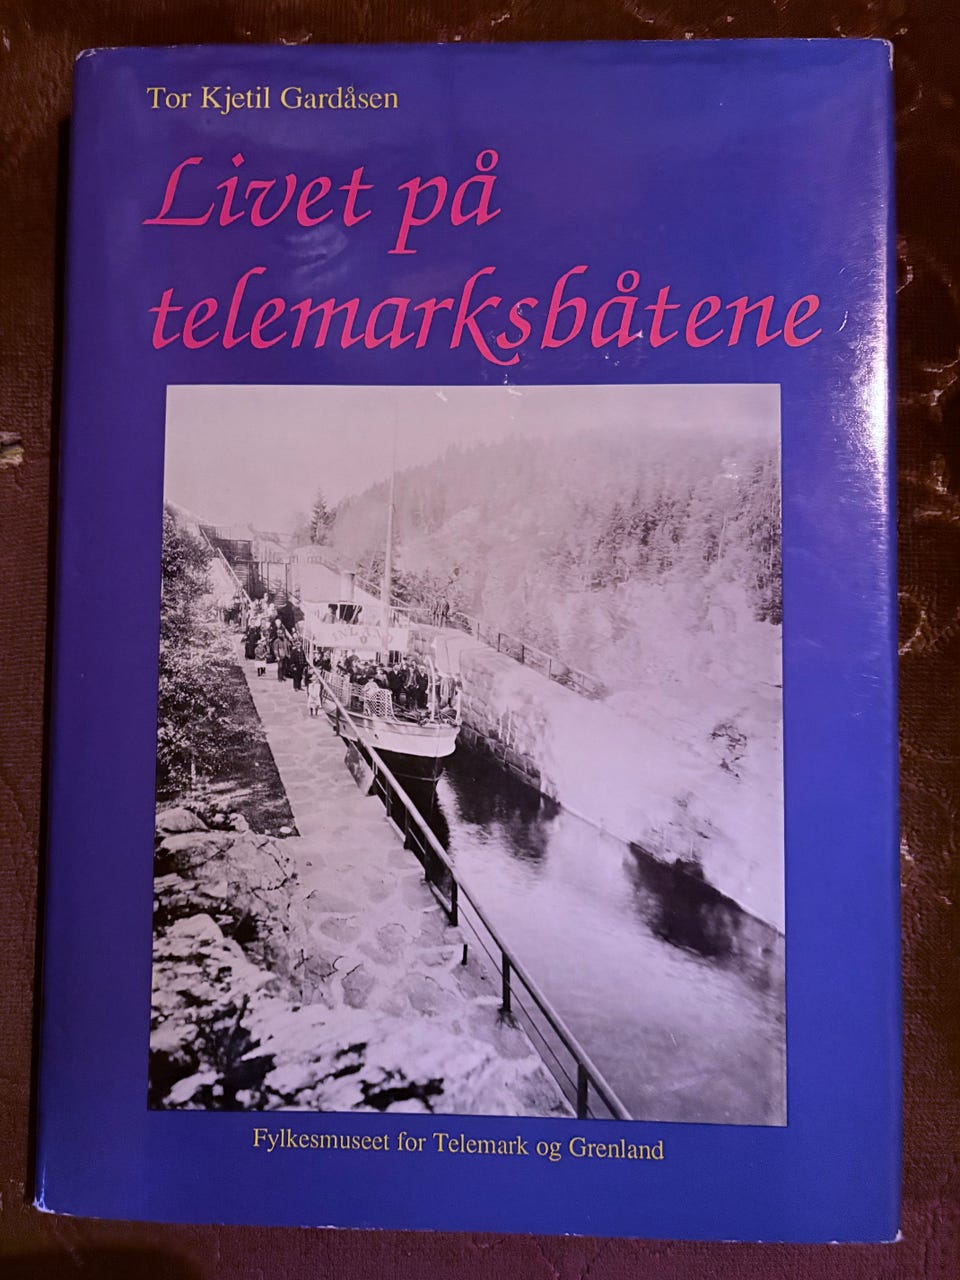 Tor Kjetil Gardåsen
Livet på
telemarksbåtene
Fylkesmuseet for Telemark og Grenland